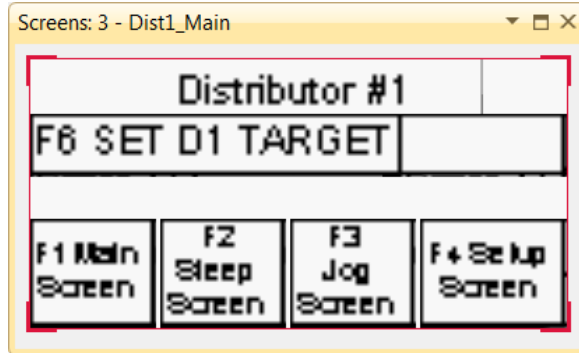 Screens: 3 - Dist1_Main
Distributor #1
F6 SET D1 TARGET
F1 Main
Screen
F2
Sleep
Screen
F3
Jog
Screen
F4 Setup
Screen